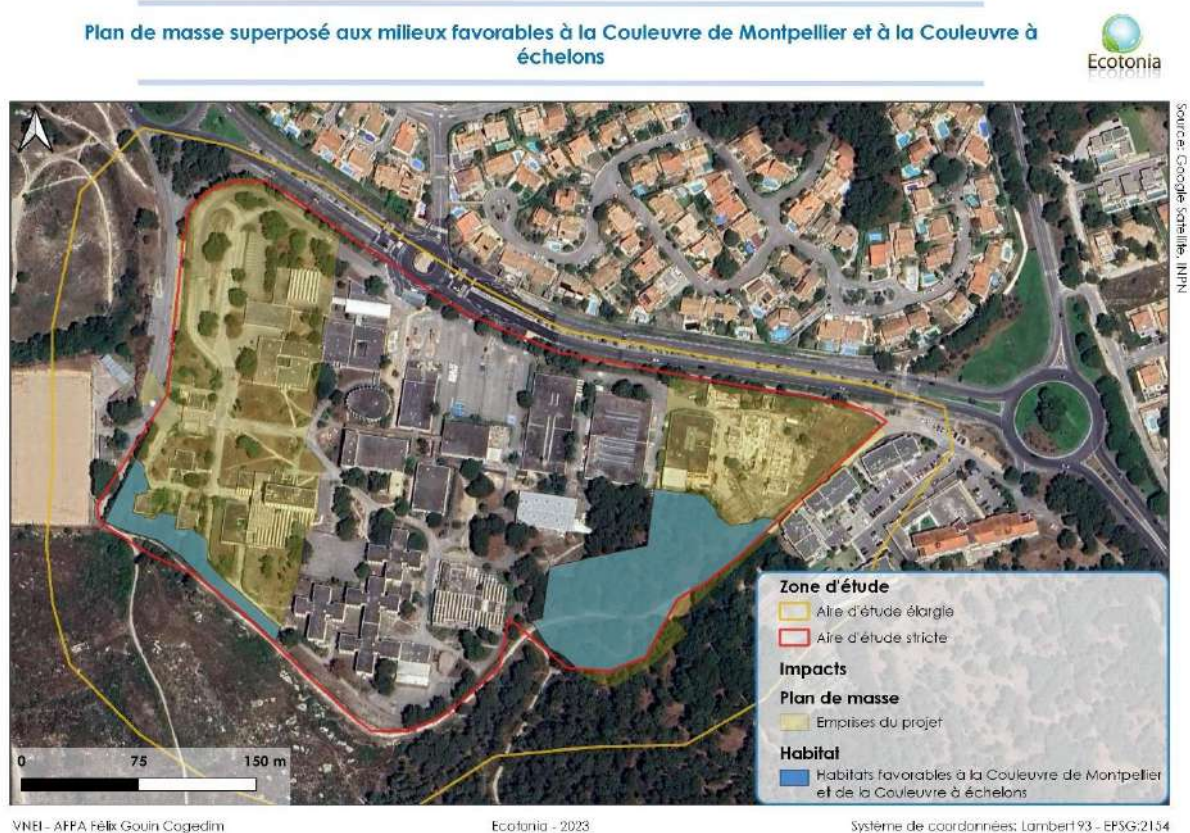 Plan de masse superposé aux milieux favorables à la Couleuvre de Montpellier et à la Couleuvre à
échelons
Ecotonia
Source: Google Satellite, INPN
Zone d'étude
Aire d'étude élargie
Aire d'étude stricte
Impacts
Plan de masse
Emprises du projet
Habitat
Habitats favorables à la Couleuvre de Montpellier
et de la Couleuvre à échelons
0 75 150 m
VNEI - AFPA Félix Gouin Cogedim
Ecotonia - 2023
Système de coordonnées: Lambert 93 - EPSG:2154